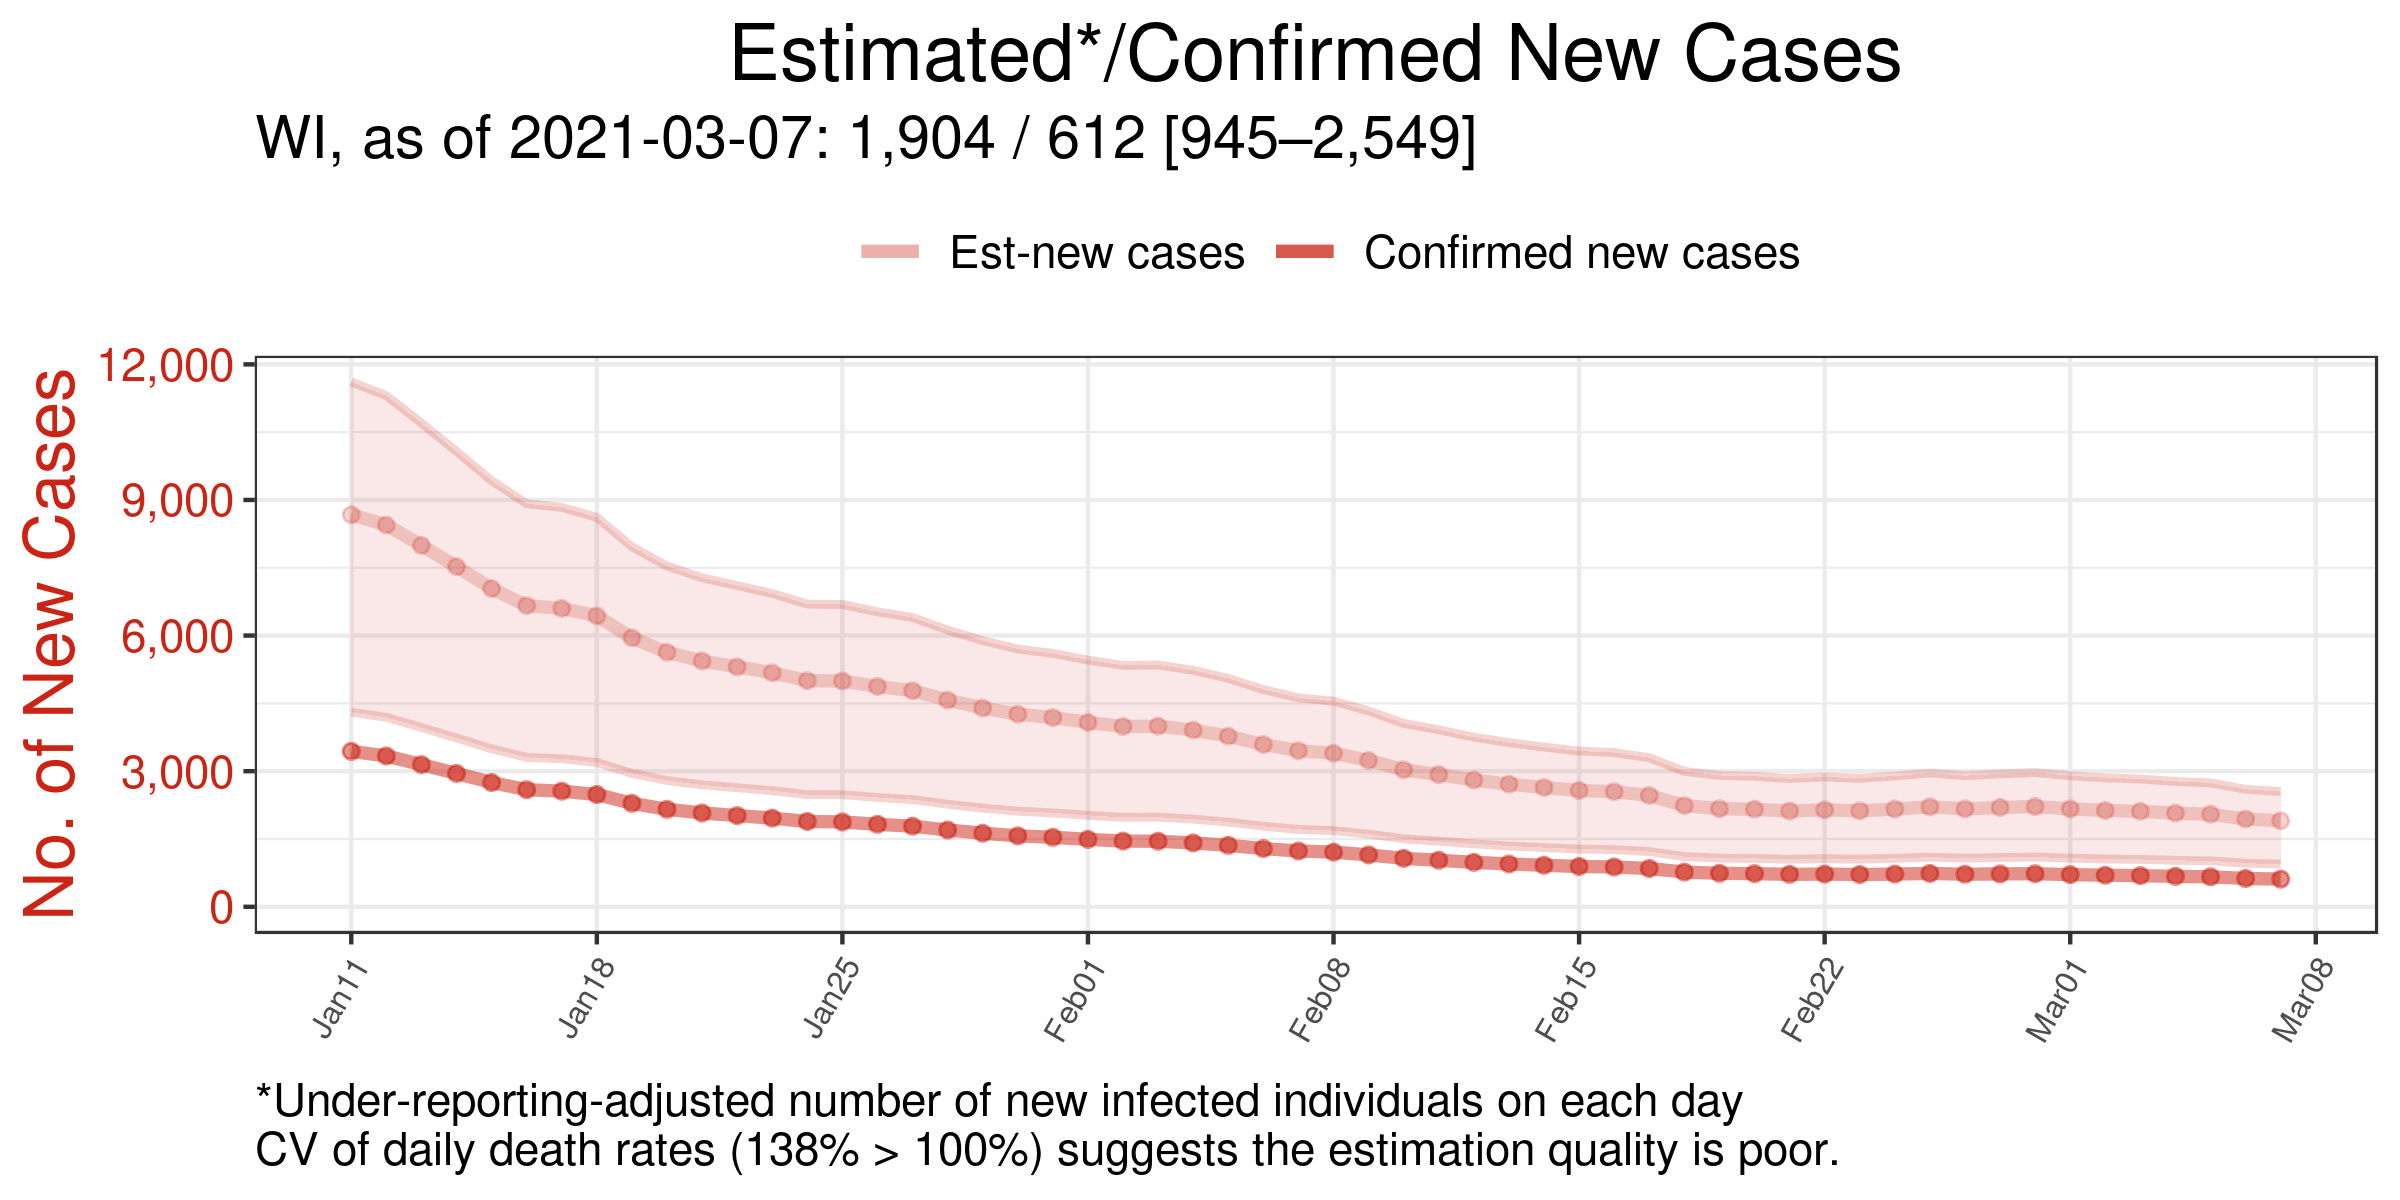 Estimated*/Confirmed New Cases
WI, as of 2021-03-07: 1,904 / 612 [945–2,549]
Est-new cases Confirmed new cases
No. of New Cases
12,000
9,000
6,000
3,000
0
Jan11 Jan18 Jan25 Feb01 Feb08 Feb15 Feb22 Mar01 Mar08
*Under-reporting-adjusted number of new infected individuals on each day
CV of daily death rates (138% > 100%) suggests the estimation quality is poor.